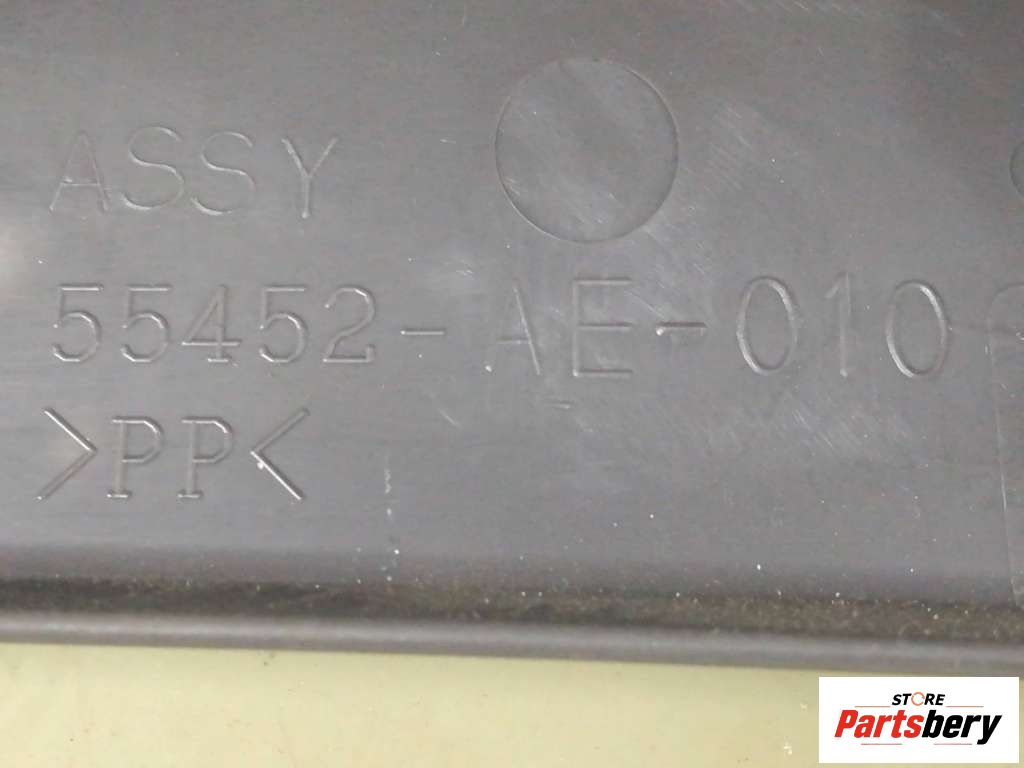 ASSY
55452-AE-010
>PP<
STORE
Partsbery